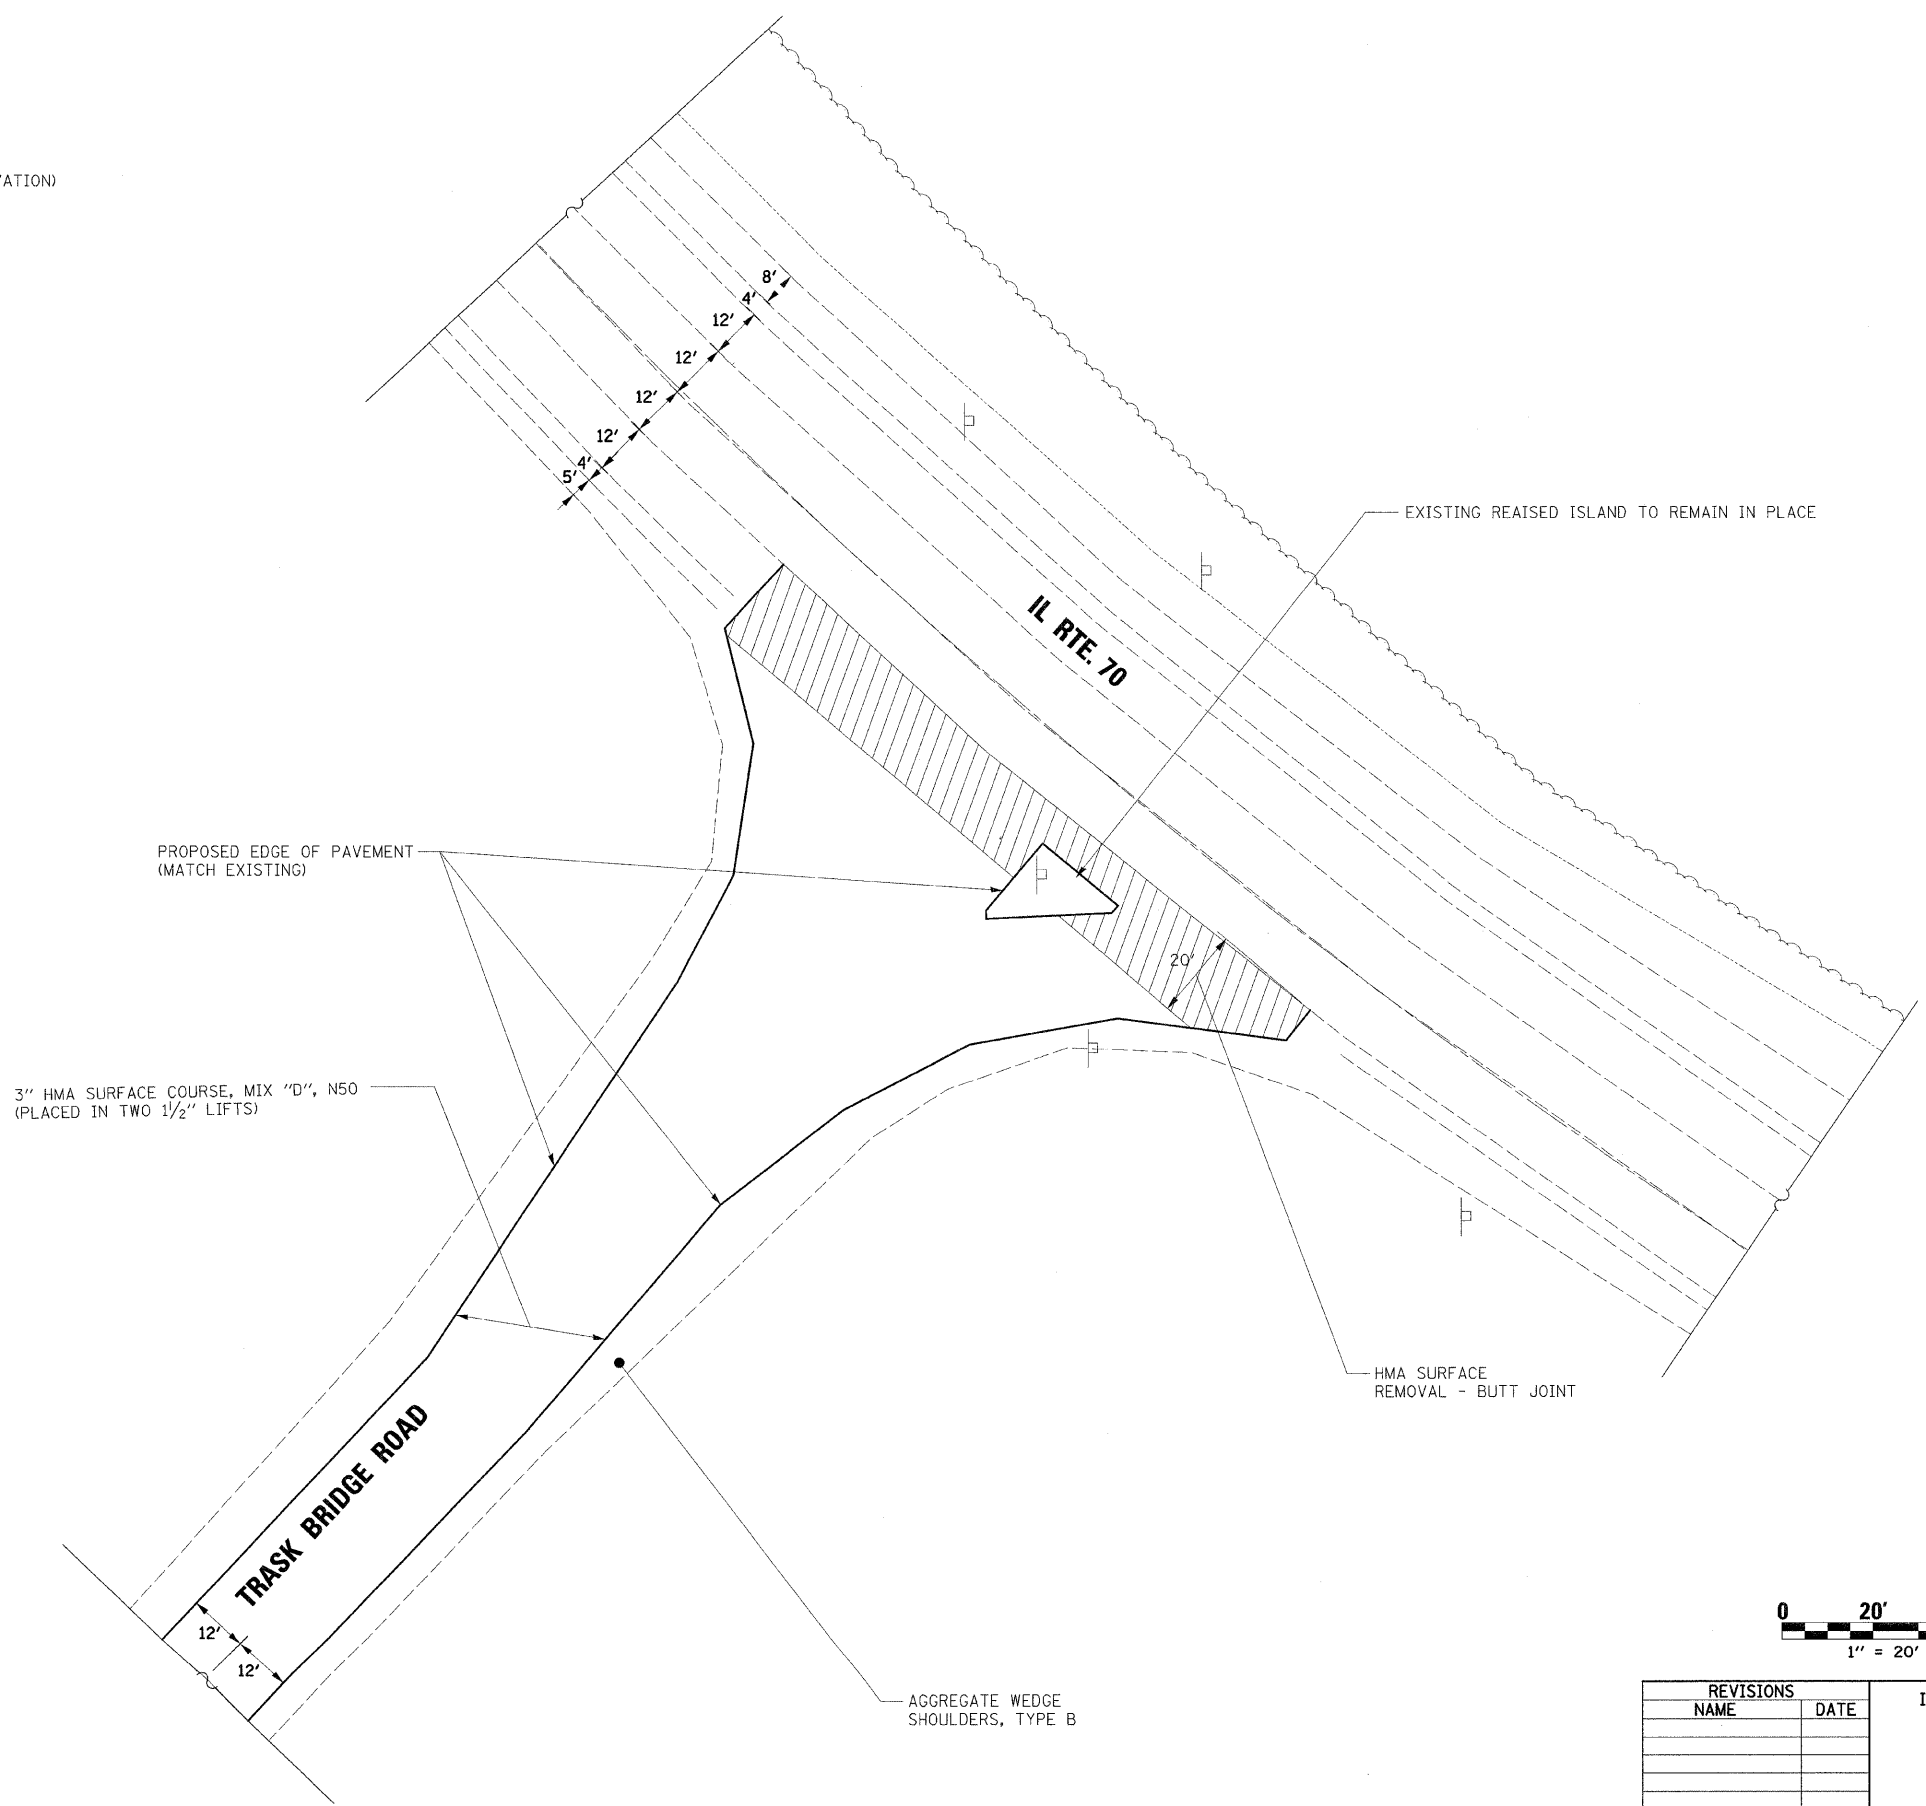 'ATION)
8'
4'
12'
12'
12'
12'
4'
5'
EXISTING REAISED ISLAND TO REMAIN IN PLACE
IL RTE. 70
PROPOSED EDGE OF PAVEMENT
(MATCH EXISTING)
20'
3" HMA SURFACE COURSE, MIX "D", N50
(PLACED IN TWO 1½" LIFTS)
HMA SURFACE
REMOVAL - BUTT JOINT
TRASK BRIDGE ROAD
12'
12'
AGGREGATE WEDGE
SHOULDERS, TYPE B
0 20'
1" = 20'
REVISIONS
NAME DATE
I